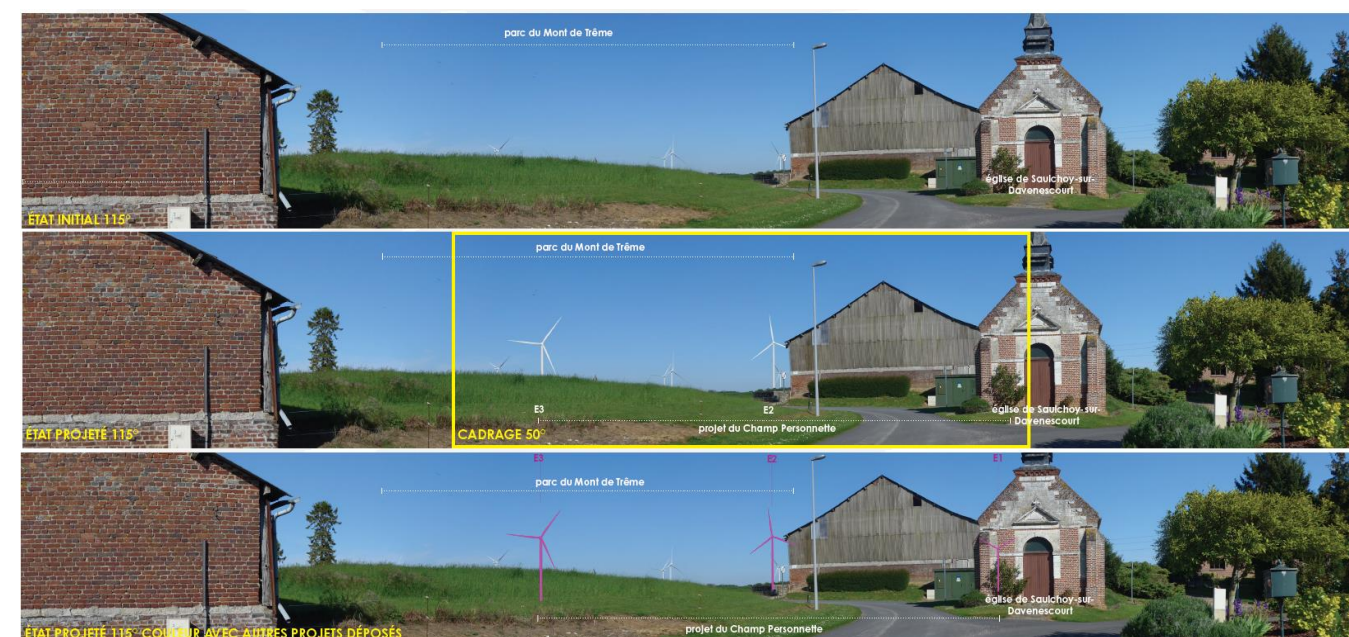 parc du Mont de Trême
église de Saulchoy-sur-
Davenescourt
ÉTAT INITIAL 115°
parc du Mont de Trême
E3
E2
église de Saulchoy-sur-
Davenescourt
projet du Champ Personnette
ÉTAT PROJETÉ 115°
CADRAGE 50°
E3
E2
E1
parc du Mont de Trême
église de Saulchoy-sur-
Davenescourt
projet du Champ Personnette
ÉTAT PROJETÉ 115° COULEUR AVEC AUTRES PROJETS DÉPOSÉS